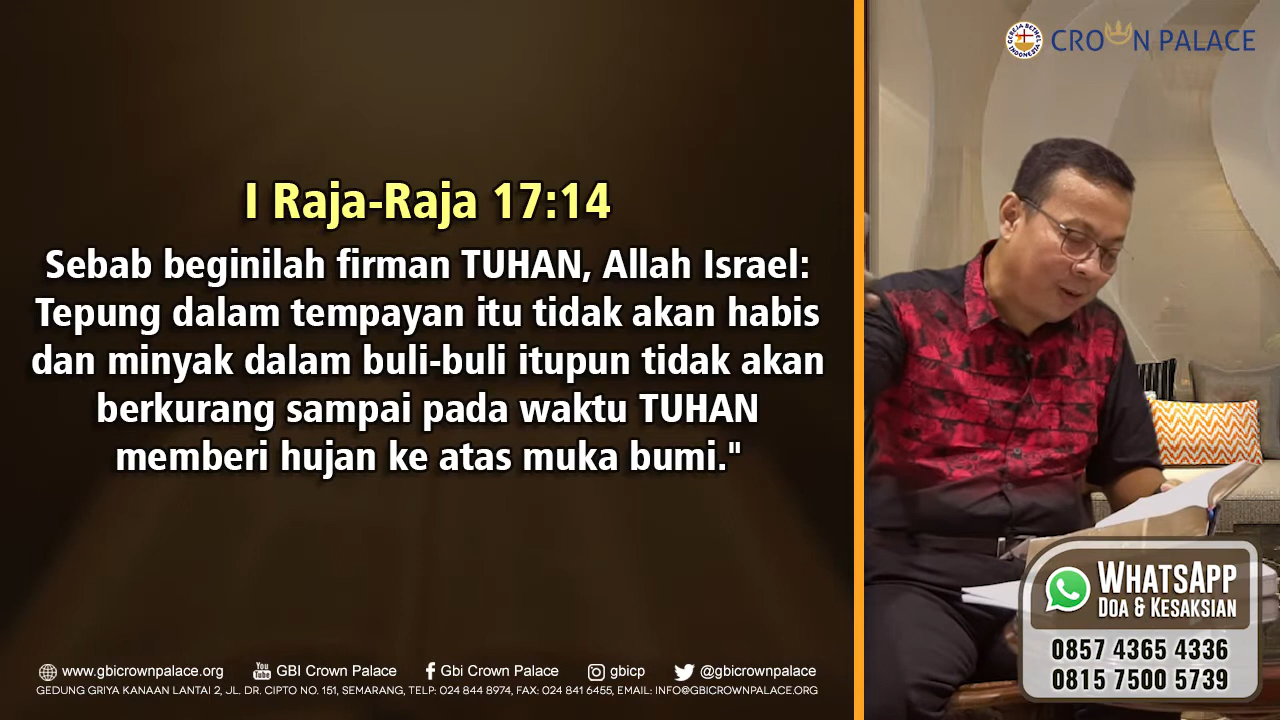 I Raja-Raja 17:14
Sebab beginilah firman TUHAN, Allah Israel:
Tepung dalam tempayan itu tidak akan habis
dan minyak dalam buli-buli itupun tidak akan
berkurang sampai pada waktu TUHAN
memberi hujan ke atas muka bumi."
www.gbicrownpalace.org GBI Crown Palace Gbi Crown Palace gbicp @gbicrownpalace
GEDUNG GRIYA KANAAN LANTAI 2, JL. DR. CIPTO NO. 151, SEMARANG, TELP: 024 844 8974, FAX: 024 841 6455, EMAIL: INFO@GBICROWNPALACE.ORG
GEREJA BETHEL INDONESIA
CROWN PALACE
WHATSAPP
DOA & KESAKSIAN
0857 4365 4336
0815 7500 5739